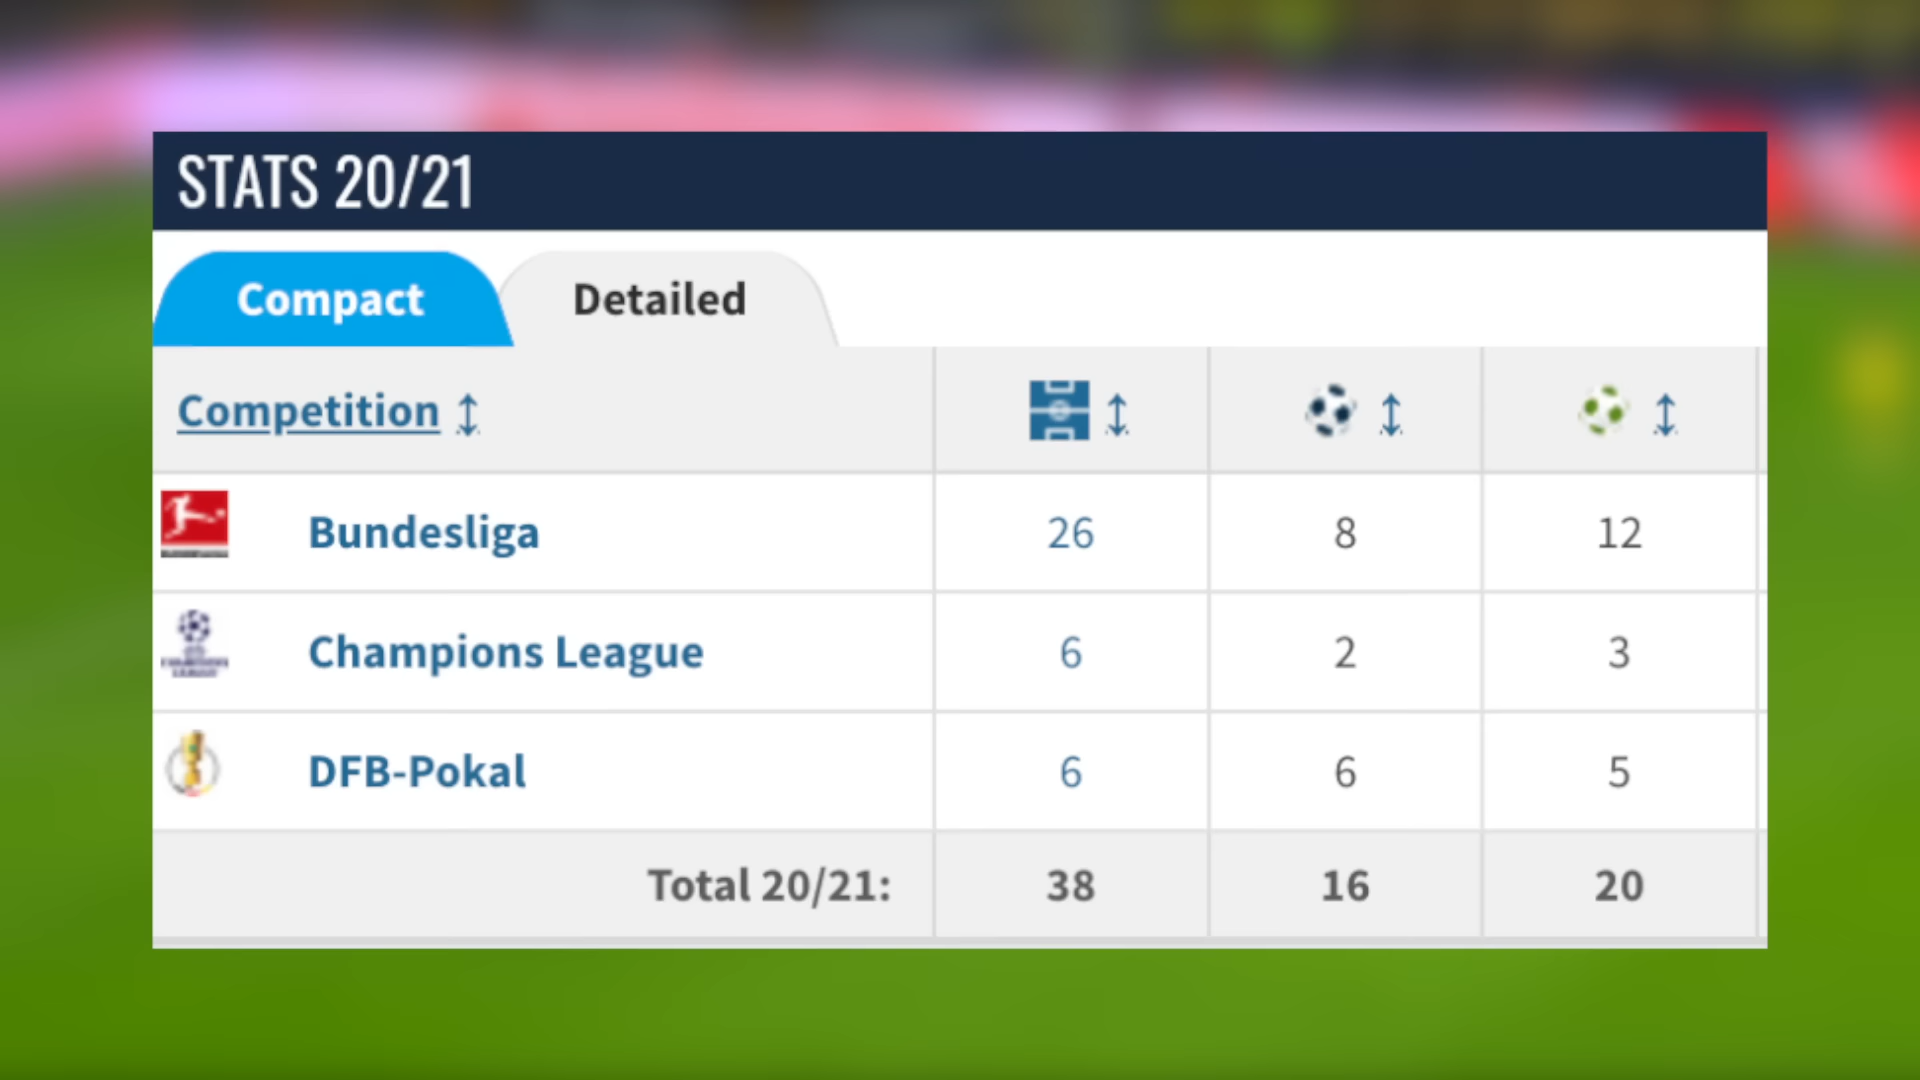 STATS 20/21
Compact Detailed
Competition
Bundesliga 26 8 12
Champions League 6 2 3
DFB-Pokal 6 6 5
Total 20/21: 38 16 20